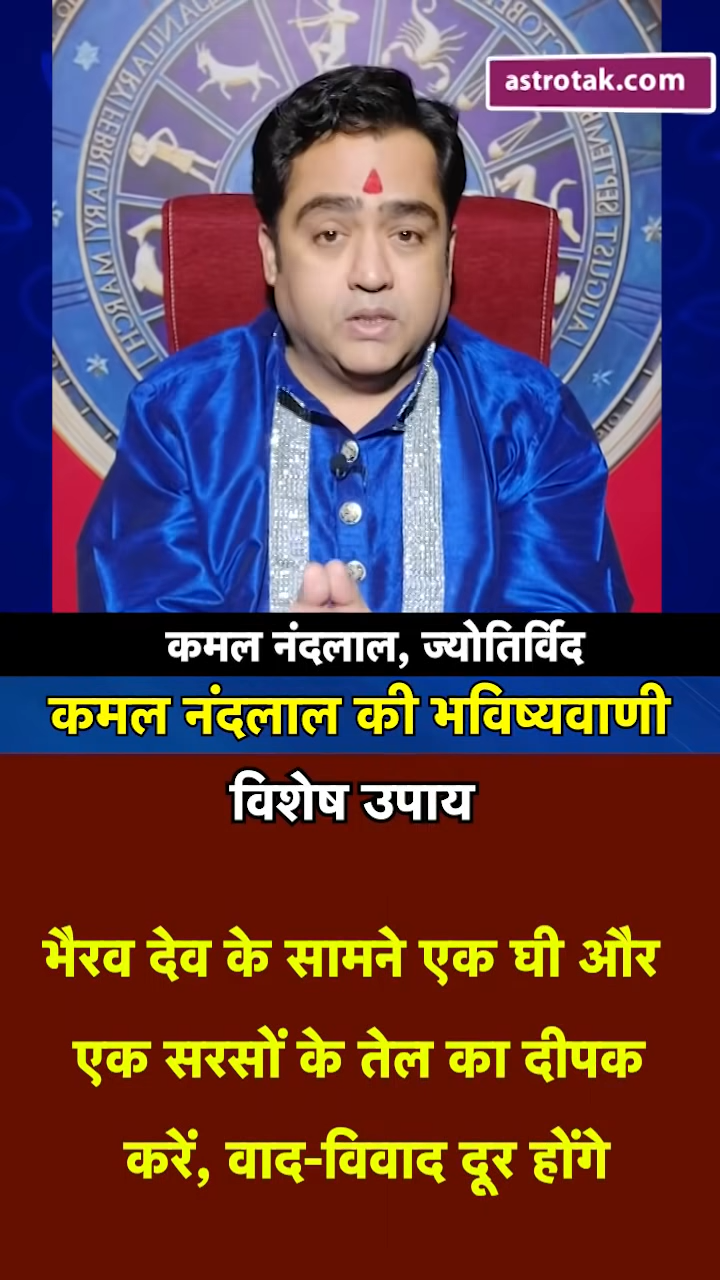 astrotak.com
कमल नंदलाल, ज्योतिर्विद
कमल नंदलाल की भविष्यवाणी
विशेष उपाय
भैरव देव के सामने एक घी और
एक सरसों के तेल का दीपक
करें, वाद-विवाद दूर होंगे